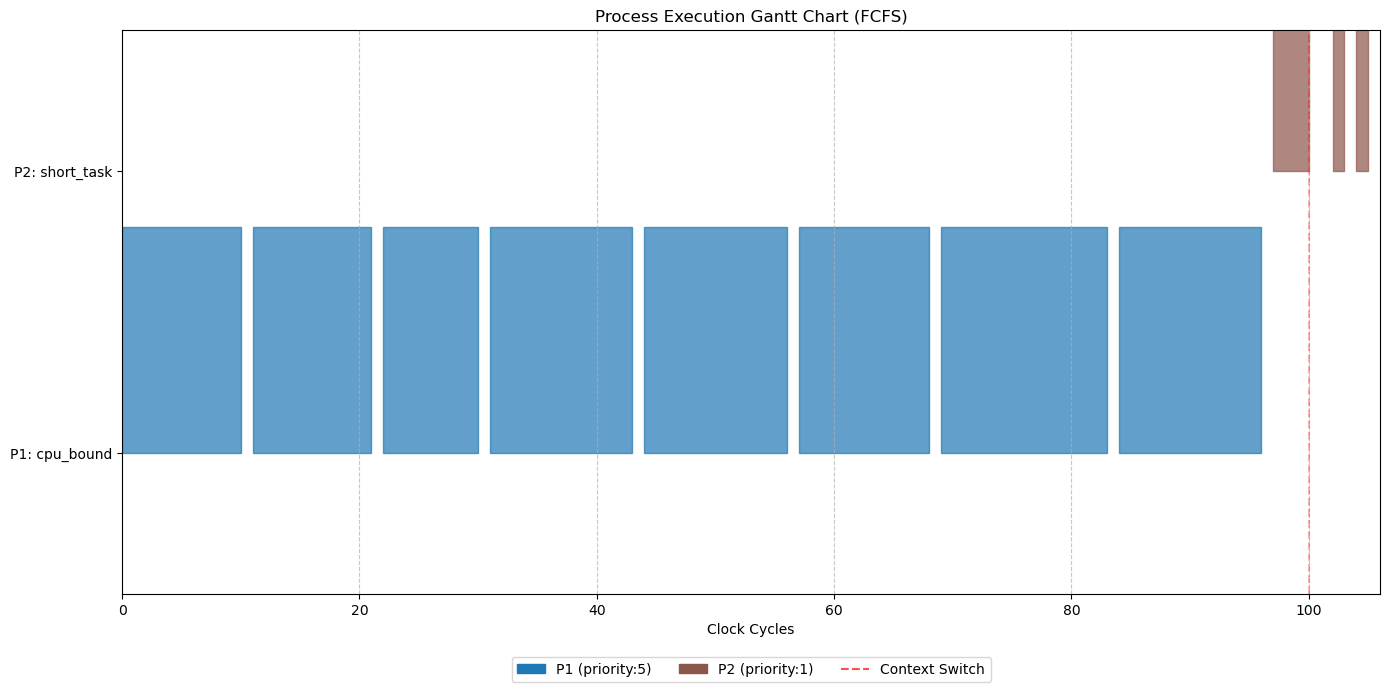 Process Execution Gantt Chart (FCFS)
P2: short_task
P1: cpu_bound
0 20 40 60 80 100
Clock Cycles
P1 (priority:5) P2 (priority:1) Context Switch